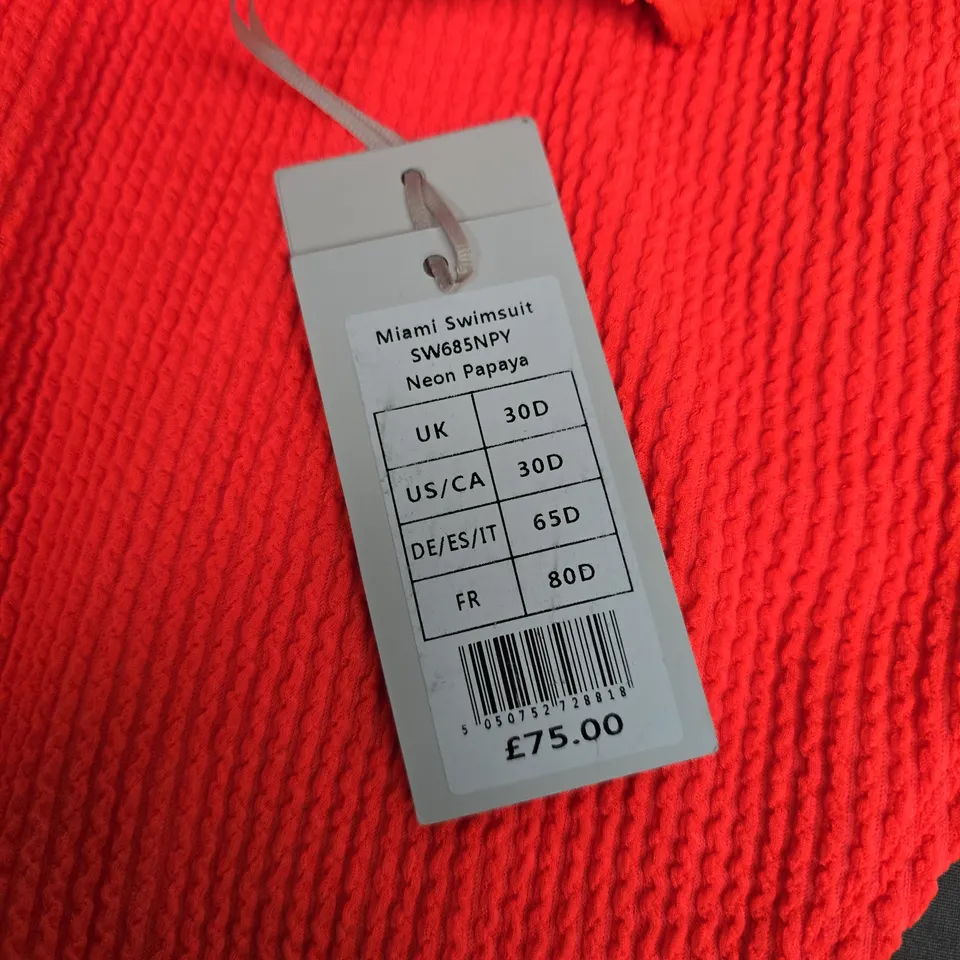 Miami Swimsuit
SW685NPY
Neon Papaya
UK 30D
US/CA 30D
DE/ES/IT 65D
FR 80D
5 050752 728818
£75.00